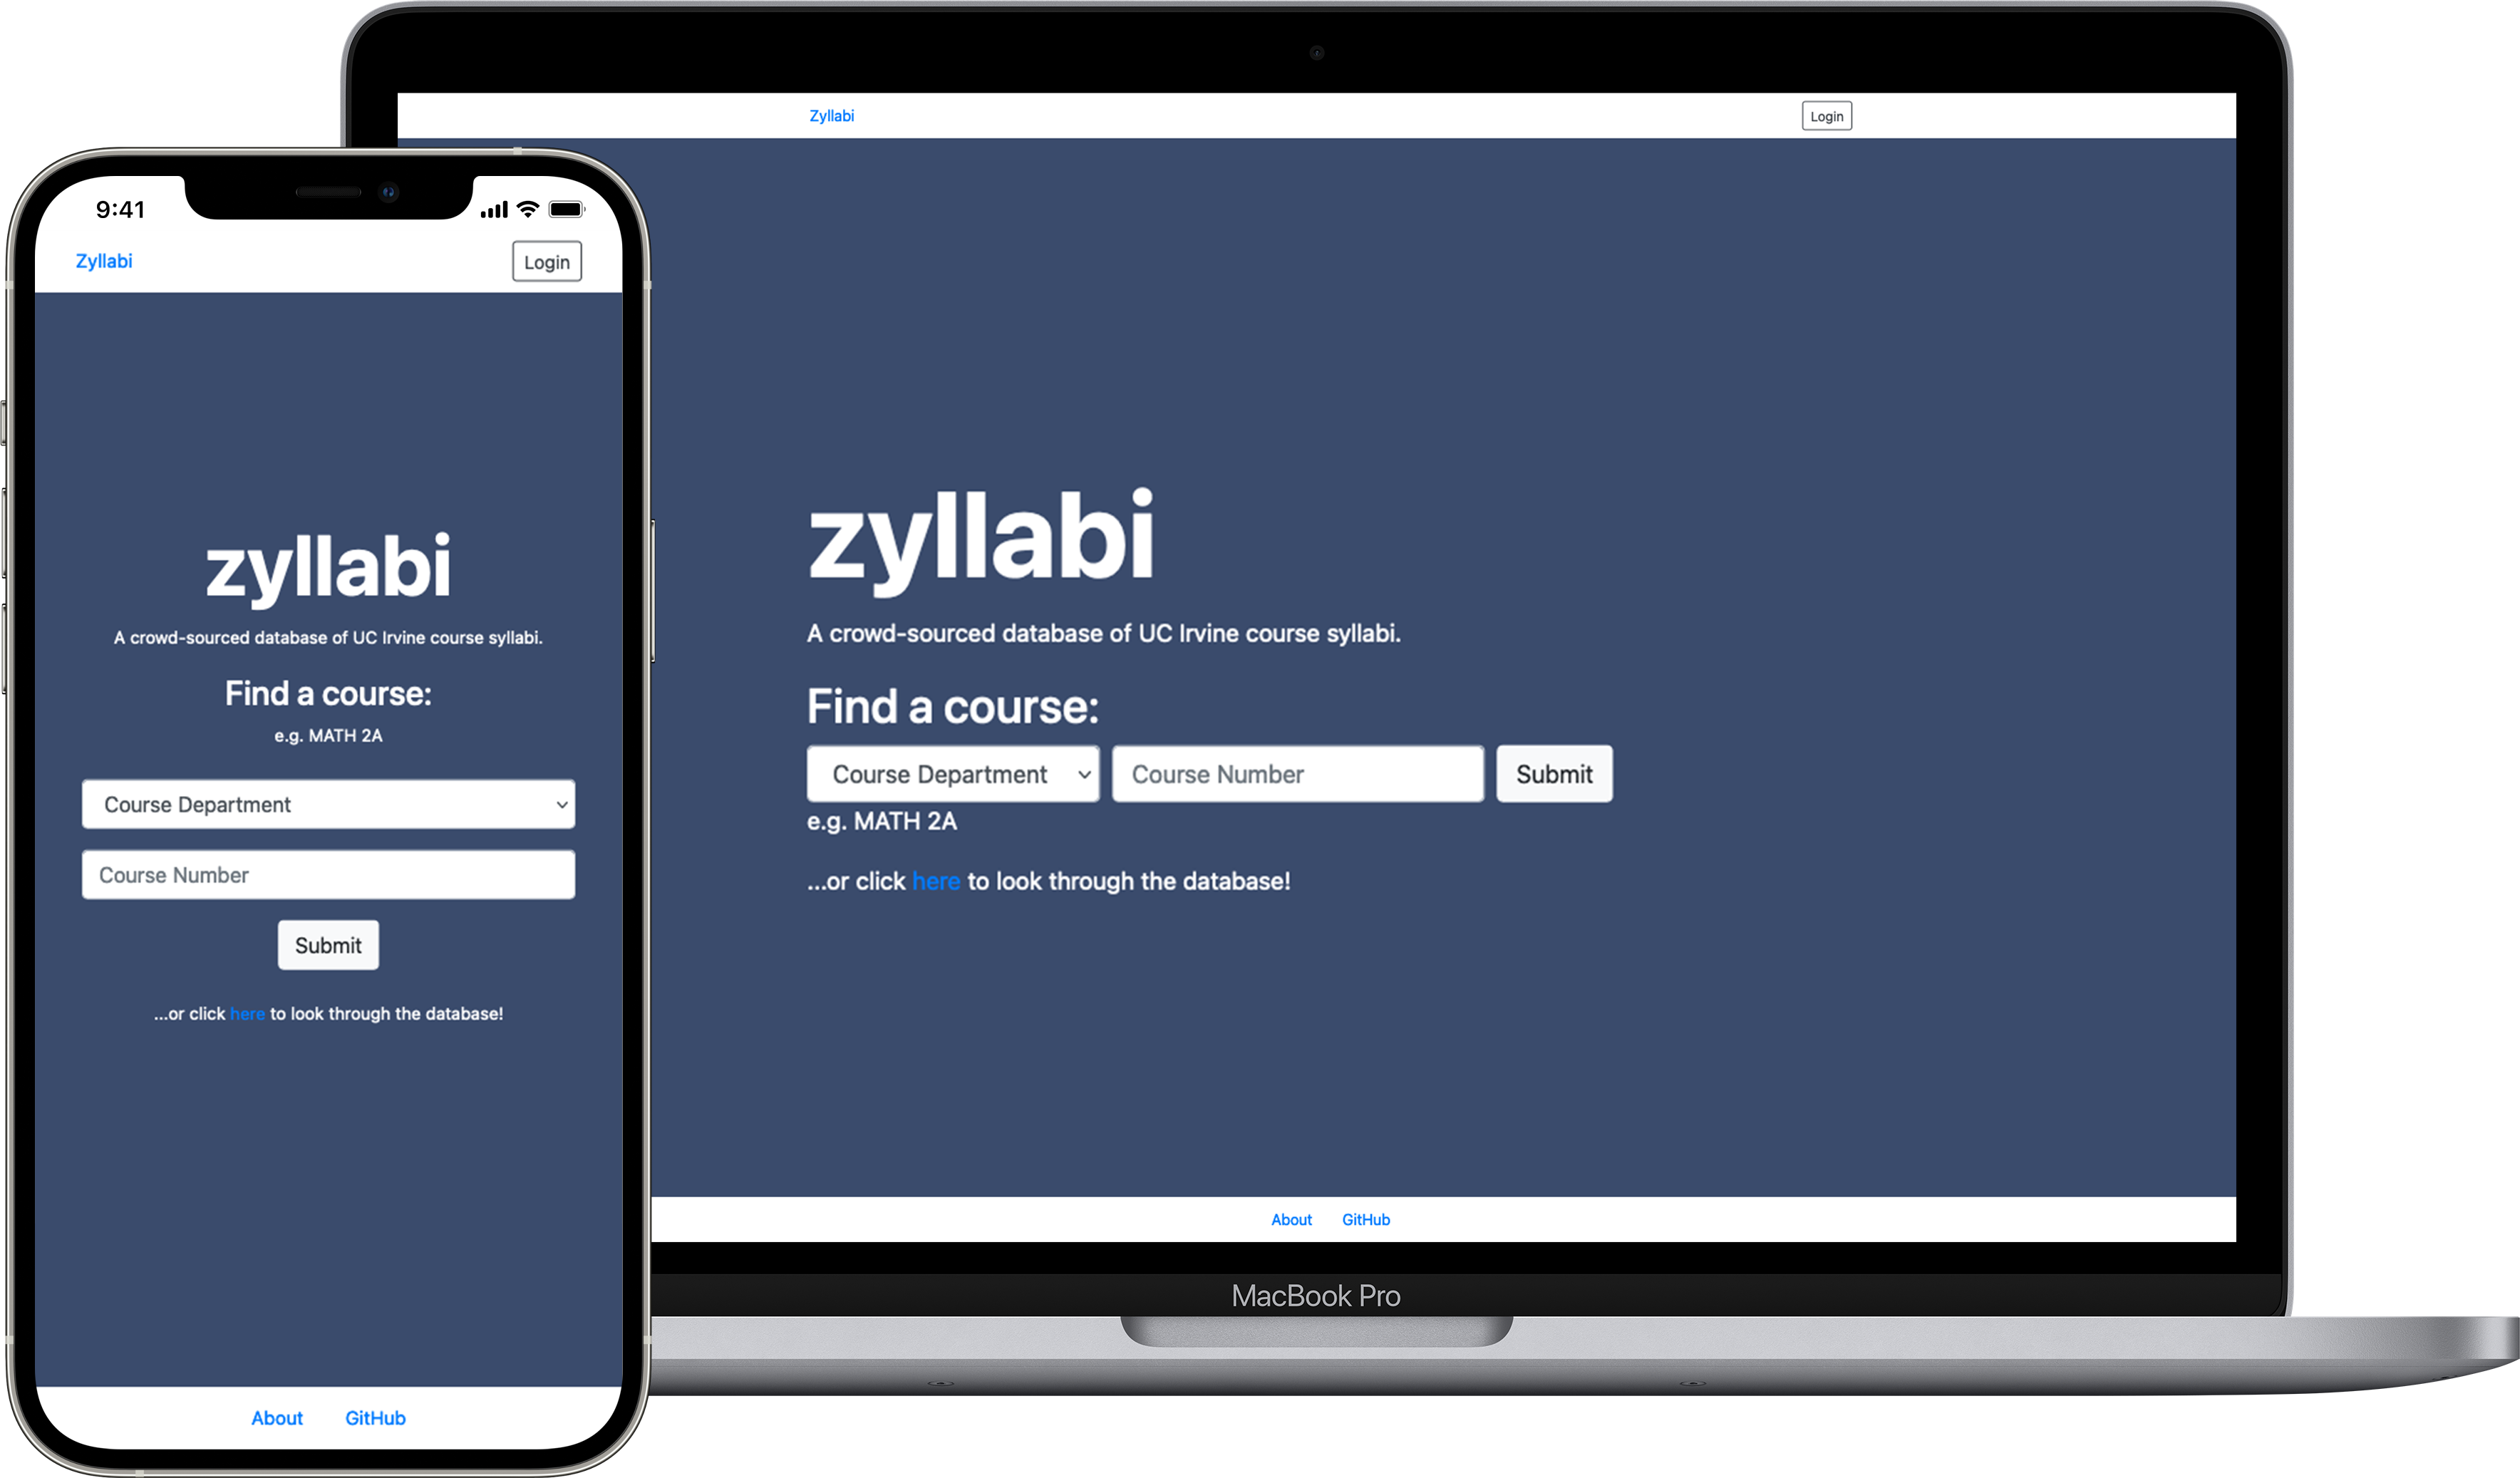 9:41
Zyllabi
Login
zyllabi
A crowd-sourced database of UC Irvine course syllabi.
Find a course:
e.g. MATH 2A
Course Department
Course Number
Submit
...or click here to look through the database!
About GitHub
Zyllabi
Login
zyllabi
A crowd-sourced database of UC Irvine course syllabi.
Find a course:
Course Department Course Number Submit
e.g. MATH 2A
...or click here to look through the database!
About GitHub
MacBook Pro